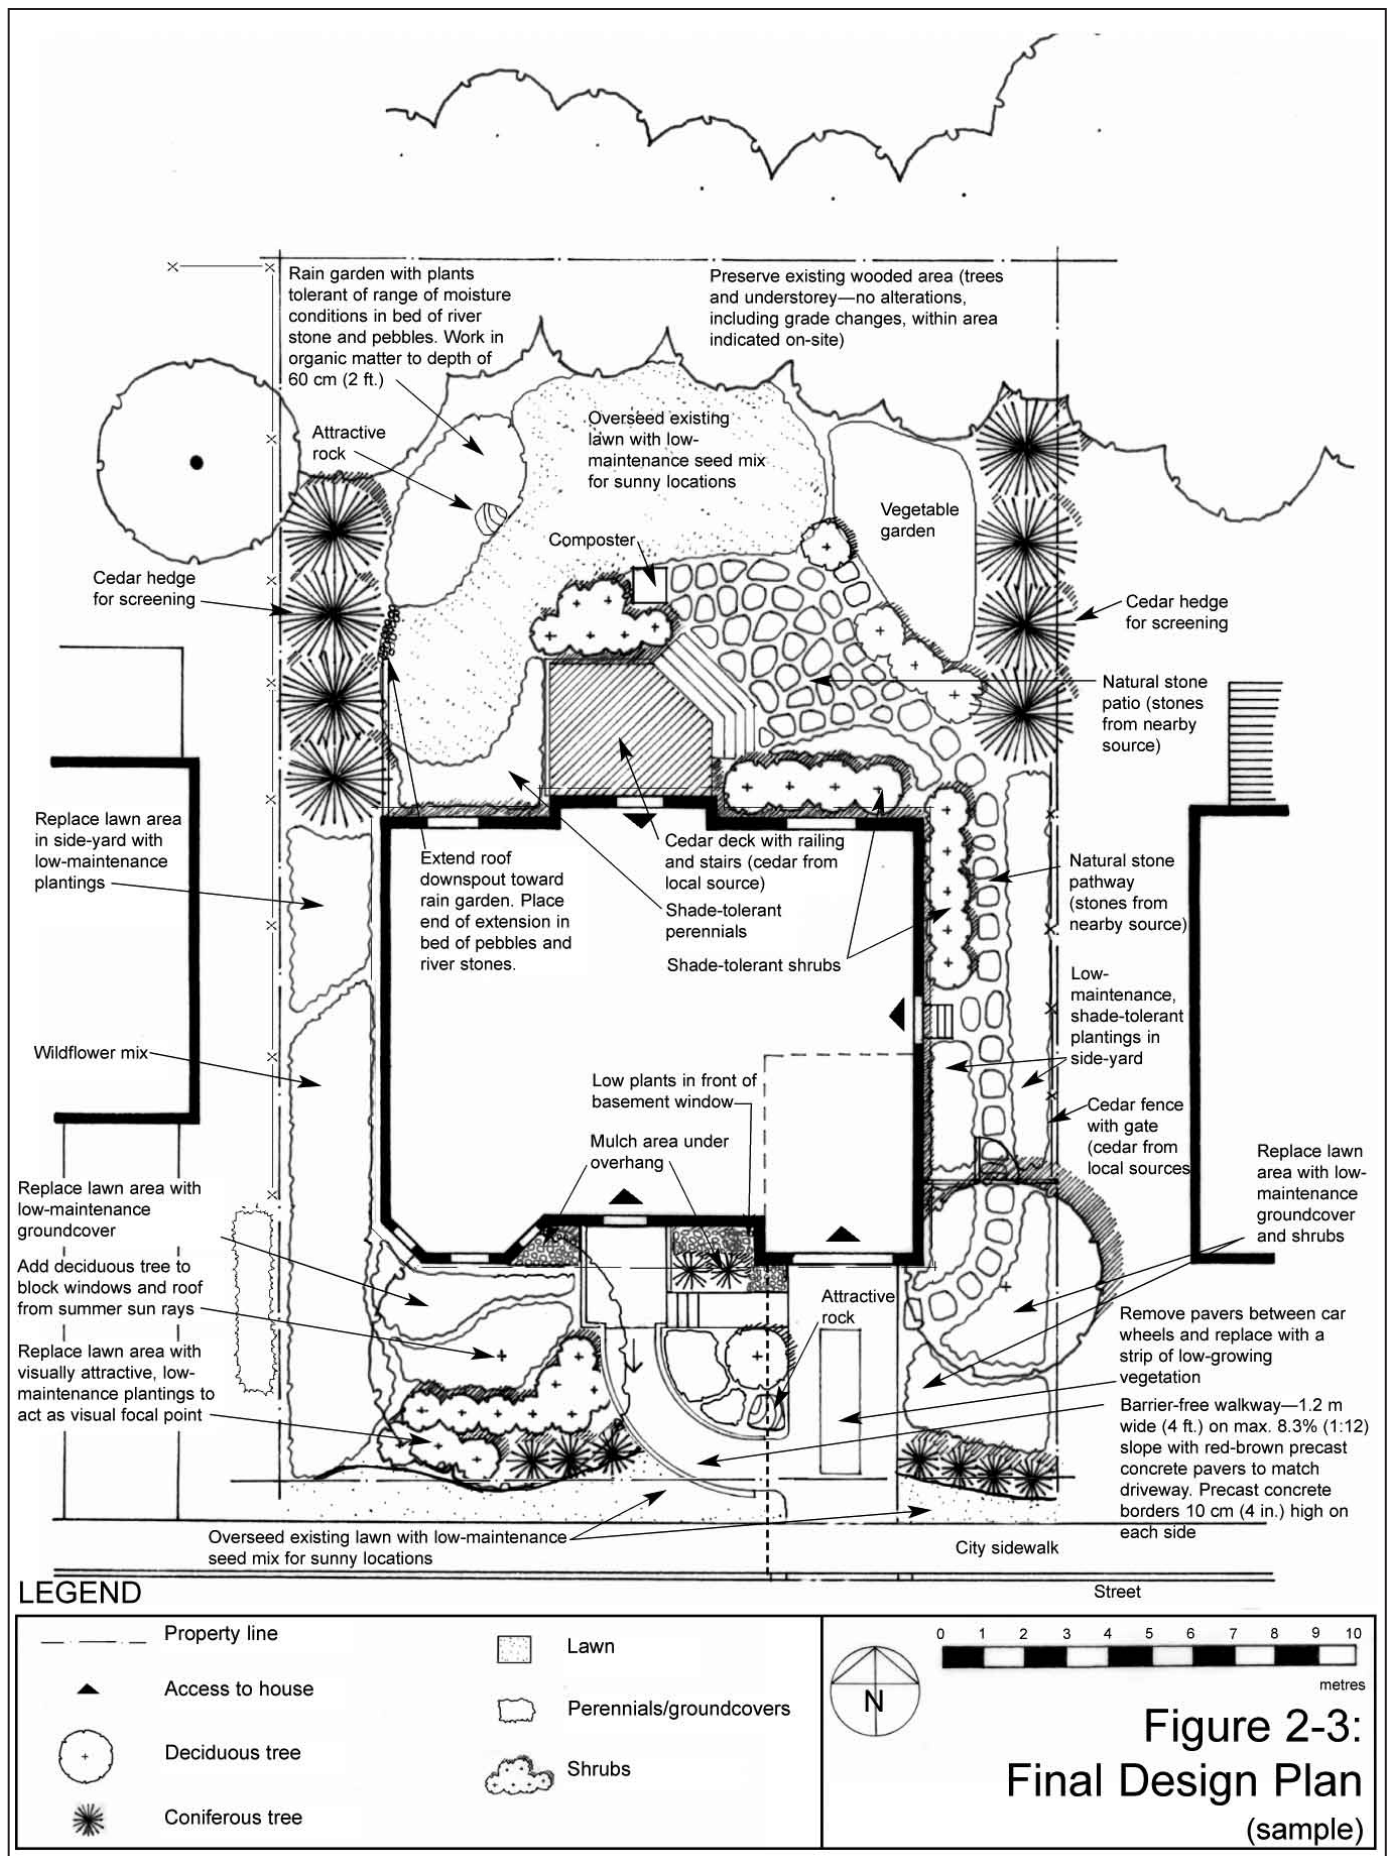 Rain garden with plants
tolerant of range of moisture
conditions in bed of river
stone and pebbles. Work in
organic matter to depth of
60 cm (2 ft.)
Preserve existing wooded area (trees
and understorey—no alterations,
including grade changes, within area
indicated on-site)
Attractive
rock
Overseed existing
lawn with low-
maintenance seed mix
for sunny locations
Vegetable
garden
Composter
Cedar hedge
for screening
Cedar hedge
for screening
Natural stone
patio (stones
from nearby
source)
Replace lawn area
in side-yard with
low-maintenance
plantings
Extend roof
downspout toward
rain garden. Place
end of extension in
bed of pebbles and
river stones.
Cedar deck with railing
and stairs (cedar from
local source)
Shade-tolerant
perennials
Shade-tolerant shrubs
Natural stone
pathway
(stones from
nearby source)
Low-
maintenance,
shade-tolerant
plantings in
side-yard
Wildflower mix
Low plants in front of
basement window
Mulch area under
overhang
Cedar fence
with gate
(cedar from
local sources
Replace lawn
area with low-
maintenance
groundcover
and shrubs
Replace lawn area with
low-maintenance
groundcover
Add deciduous tree to
block windows and roof
from summer sun rays
Replace lawn area with
visually attractive, low-
maintenance plantings to
act as visual focal point
Attractive
rock
Remove pavers between car
wheels and replace with a
strip of low-growing
vegetation
Barrier-free walkway—1.2 m
wide (4 ft.) on max. 8.3% (1:12)
slope with red-brown precast
concrete pavers to match
driveway. Precast concrete
borders 10 cm (4 in.) high on
each side
Overseed existing lawn with low-maintenance
seed mix for sunny locations
City sidewalk
Street
LEGEND
Property line
Access to house
Deciduous tree
Coniferous tree
Lawn
Perennials/groundcovers
Shrubs
N
0 1 2 3 4 5 6 7 8 9 10
metres
Figure 2-3:
Final Design Plan
(sample)